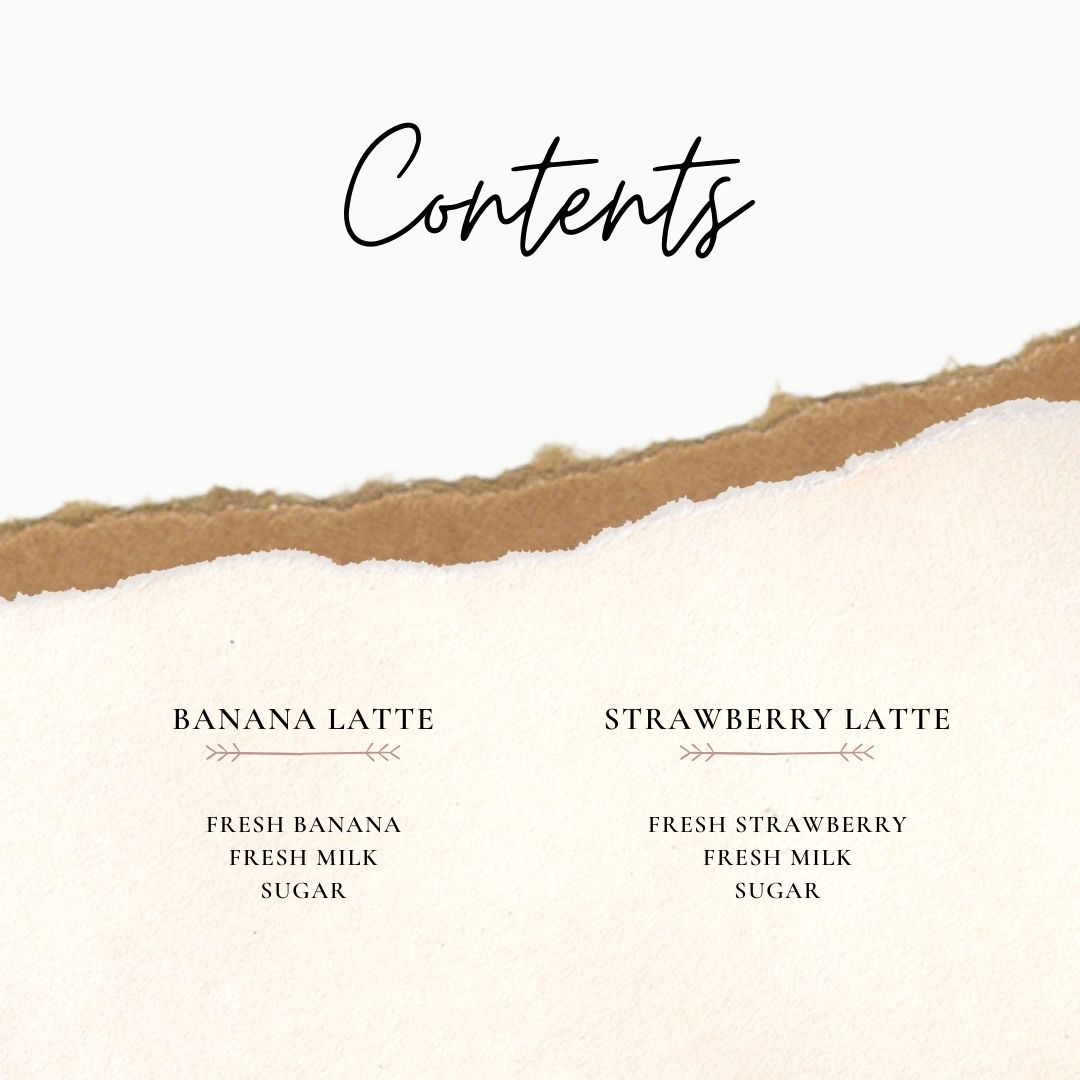 Contents
BANANA LATTE
FRESH BANANA
FRESH MILK
SUGAR
STRAWBERRY LATTE
FRESH STRAWBERRY
FRESH MILK
SUGAR